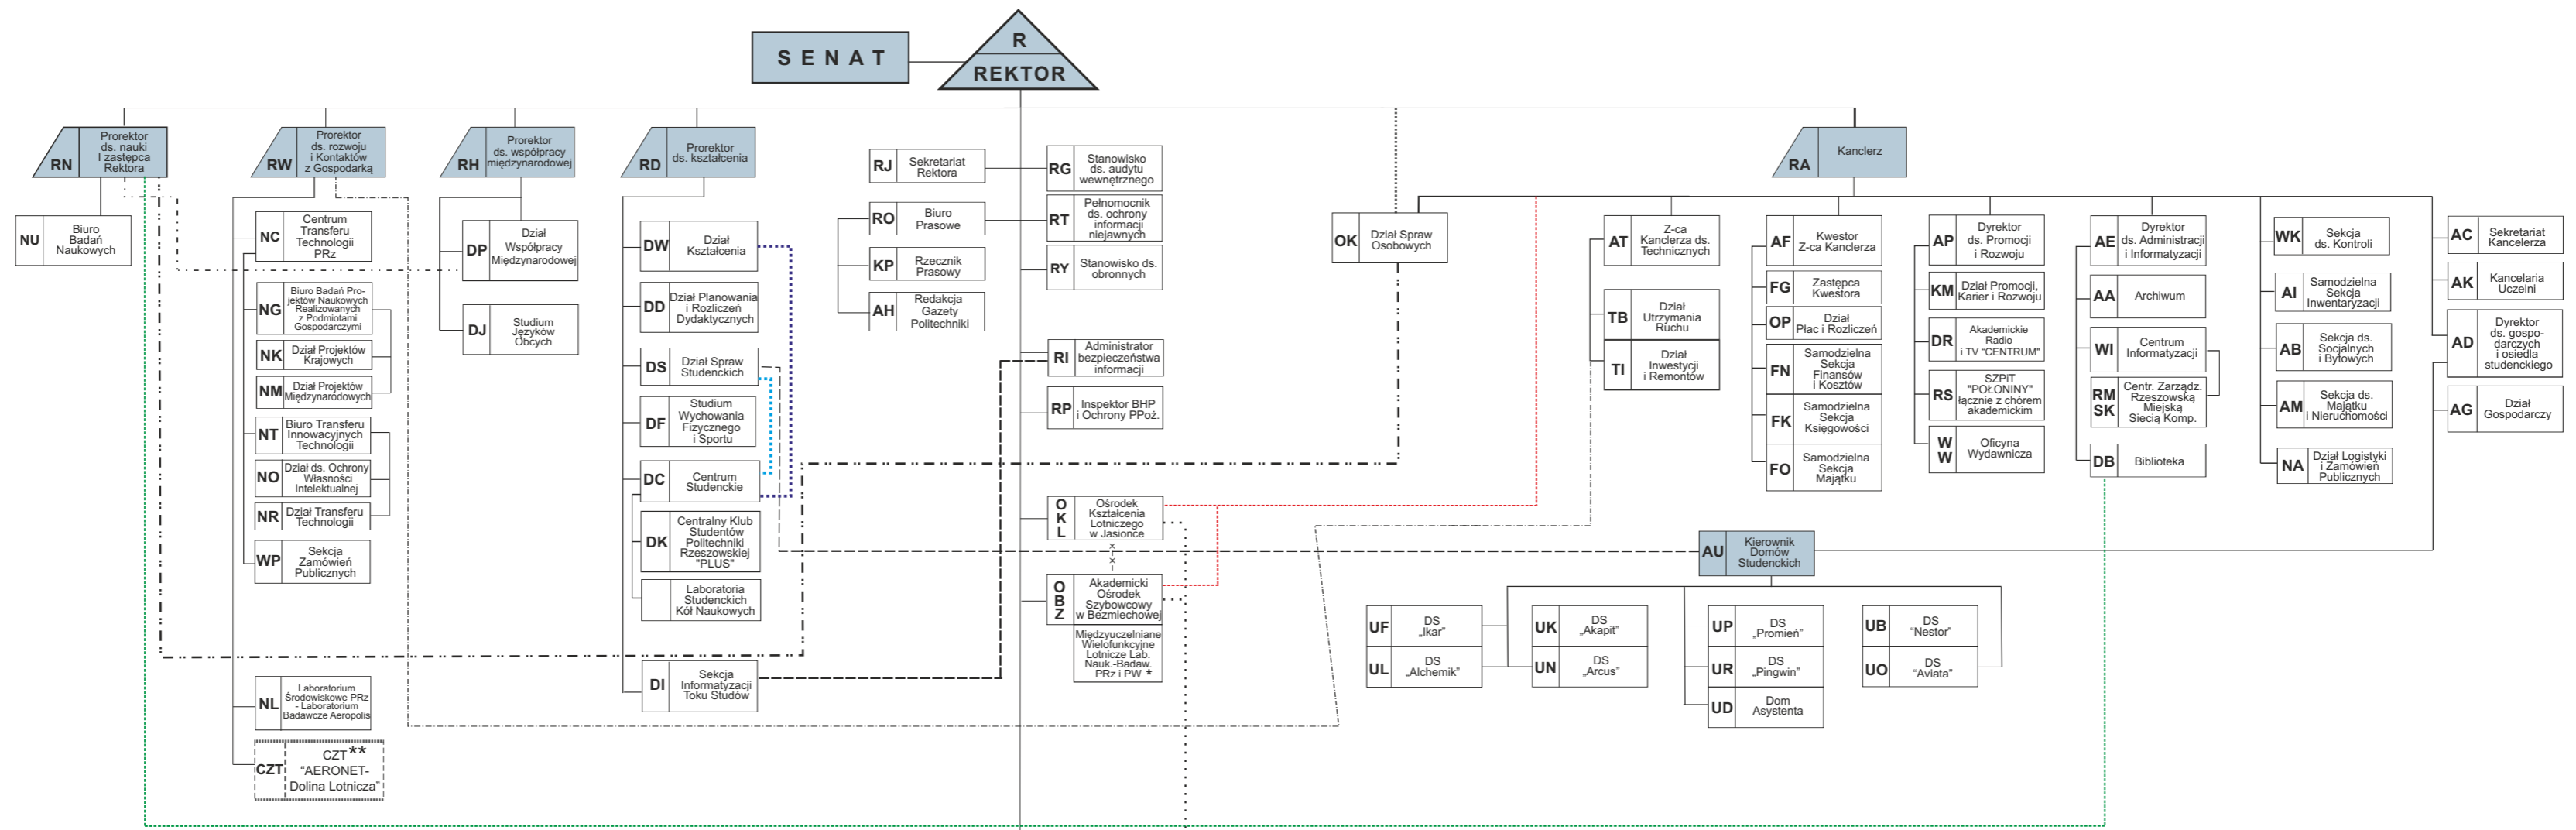 S E N A T
R
REKTOR
RN
Prorektor
ds. nauki
I zastępca
Rektora
RW
Prorektor
ds. rozwoju
i Kontaktów
z Gospodarką
RH
Prorektor
ds. współpracy
międzynarodowej
RD
Prorektor
ds. kształcenia
RA
Kanclerz
NU
Biuro
Badań
Naukowych
NC
Centrum
Transferu
Technologii
PRz
NG
Biuro Badań Pro-
jektów Naukowych
Realizowanych
z Podmiotami
Gospodarczymi
NK
Dział Projektów
Krajowych
NM
Dział Projektów
Międzynarodowych
NT
Biuro Transferu
Innowacyjnych
Technologii
NO
Dział ds. Ochrony
Własności
Intelektualnej
NR
Dział Transferu
Technologii
WP
Sekcja
Zamówień
Publicznych
NL
Laboratorium
Środowiskowe PRz
- Laboratorium
Badawcze Aeropolis
CZT
CZT**
“AERONET-
Dolina Lotnicza”
DP
Dział
Współpracy
Międzynarodowej
DJ
Studium
Języków
Obcych
DW
Dział
Kształcenia
DD
Dział Planowania
i Rozliczeń
Dydaktycznych
DS
Dział Spraw
Studenckich
DF
Studium
Wychowania
Fizycznego
i Sportu
DC
Centrum
Studenckie
DK
Centralny Klub
Studentów
Politechniki
Rzeszowskiej
"PLUS"
Laboratoria
Studenckich
Kół Naukowych
DI
Sekcja
Informatyzacji
Toku Studów
RJ
Sekretariat
Rektora
RO
Biuro
Prasowe
KP
Rzecznik
Prasowy
AH
Redakcja
Gazety
Politechniki
RG
Stanowisko
ds. audytu
wewnętrznego
RT
Pełnomocnik
ds. ochrony
informacji
niejawnych
RY
Stanowisko ds.
obronnych
RI
Administrator
bezpieczeństwa
informacji
RP
Inspektor BHP
i Ochrony PPoż.
O
K
L
Ośrodek
Kształcenia
Lotniczego
w Jasionce
O
B
Z
Akademicki
Ośrodek
Szybowcowy
w Bezmiechowej
Międzyuczelniane
Wielofunkcyjne
Lotnicze Lab.
Nauk.-Badaw.
PRz i PW *
OK
Dział Spraw
Osobowych
AT
Z-ca
Kanclerza ds.
Technicznych
TB
Dział
Utrzymania
Ruchu
TI
Dział
Inwestycji
i Remontów
AF
Kwestor
Z-ca Kanclerza
FG
Zastępca
Kwestora
OP
Dział
Płac i Rozliczeń
FN
Samodzielna
Sekcja
Finansów
i Kosztów
FK
Samodzielna
Sekcja
Księgowości
FO
Samodzielna
Sekcja
Majątku
AP
Dyrektor
ds. Promocji
i Rozwoju
KM
Dział Promocji,
Karier i Rozwoju
DR
Akademickie
Radio
i TV “CENTRUM”
RS
SZPiT
"POŁONINY"
łącznie z chórem
akademickim
W
W
Oficyna
Wydawnicza
AE
Dyrektor
ds. Administracji
i Informatyzacji
AA
Archiwum
WI
Centrum
Informatyzacji
RM
SK
Centr. Zarządz.
Rzeszowską
Miejską
Siecią Komp.
DB
Biblioteka
WK
Sekcja
ds. Kontroli
AI
Samodzielna
Sekcja
Inwentaryzacji
AB
Sekcja ds.
Socjalnych
i Bytowych
AM
Sekcja ds.
Majątku
i Nieruchomości
NA
Dział Logistyki
i Zamówień
Publicznych
AC
Sekretariat
Kancelerza
AK
Kancelaria
Uczelni
AD
Dyrektor
ds. gospo-
darczych
i osiedla
studenckiego
AG
Dział
Gospodarczy
AU
Kierownik
Domów
Studenckich
UF
DS
„Ikar”
UL
DS
„Alchemik”
UK
DS
„Akapit”
UN
DS
„Arcus”
UP
DS
„Promień”
UR
DS
„Pingwin”
UD
Dom
Asystenta
UB
DS
“Nestor”
UO
DS
“Aviata”